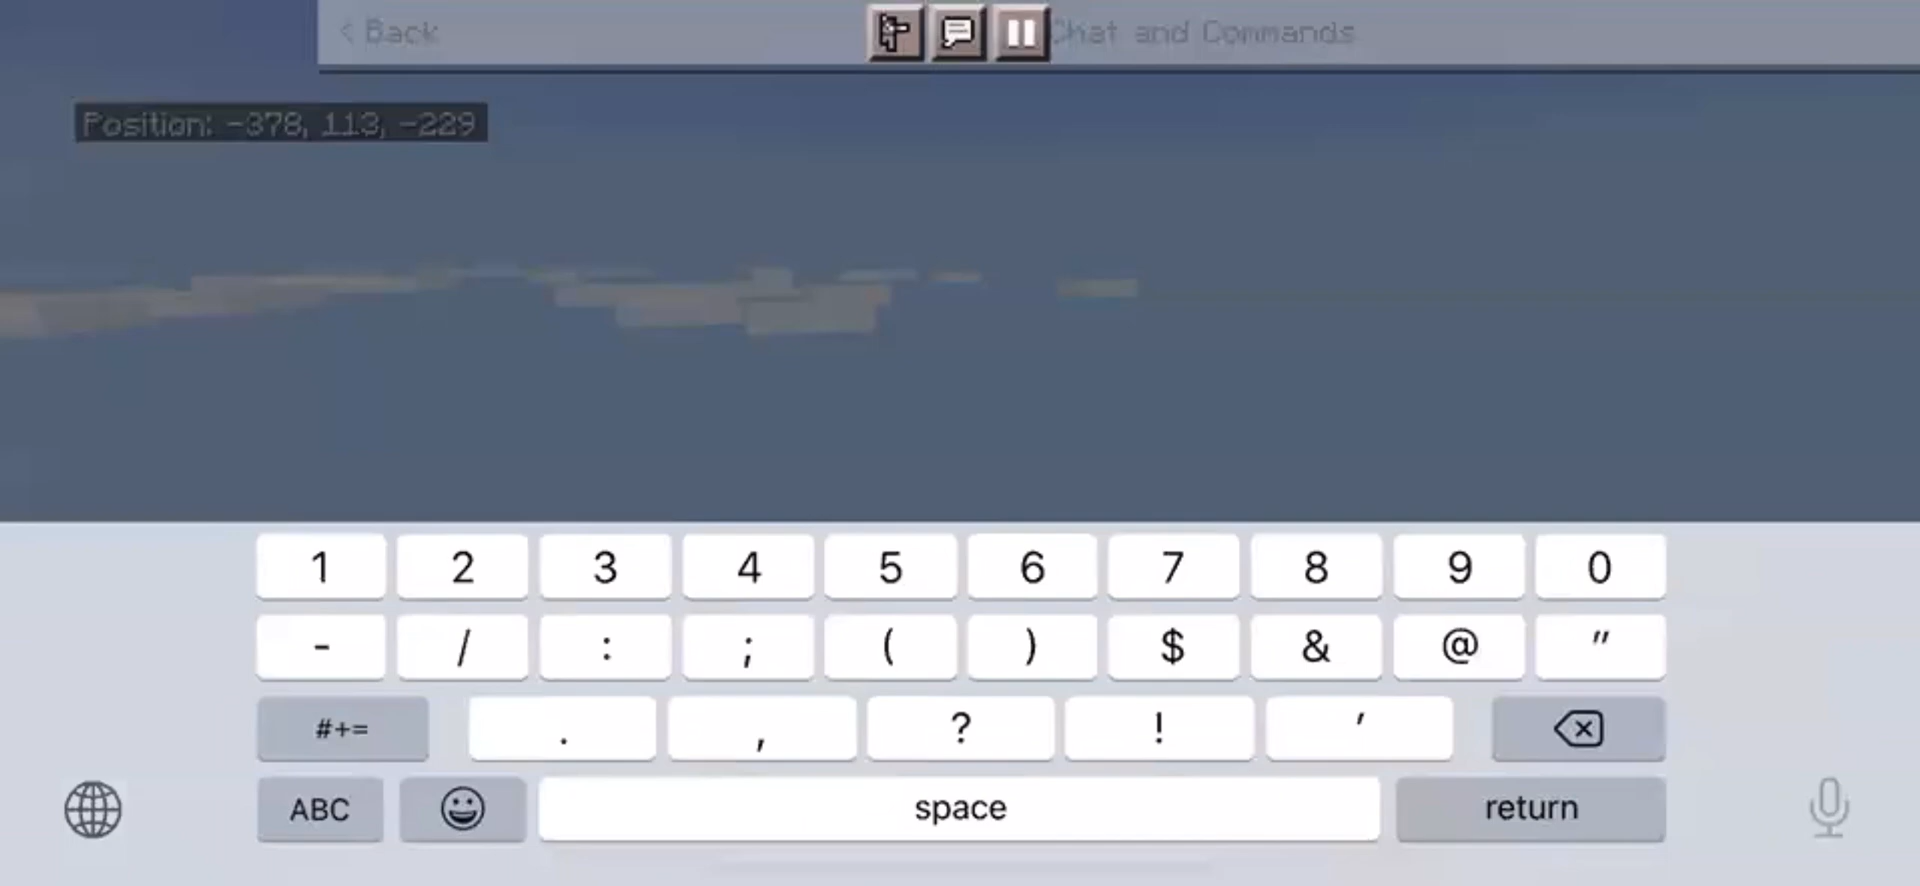 < Back
Chat and Commands
Position: -378, 113, -229
1 2 3 4 5 6 7 8 9 0
- / : ; ( ) $ & @ "
#+= . , ? ! '
ABC space return